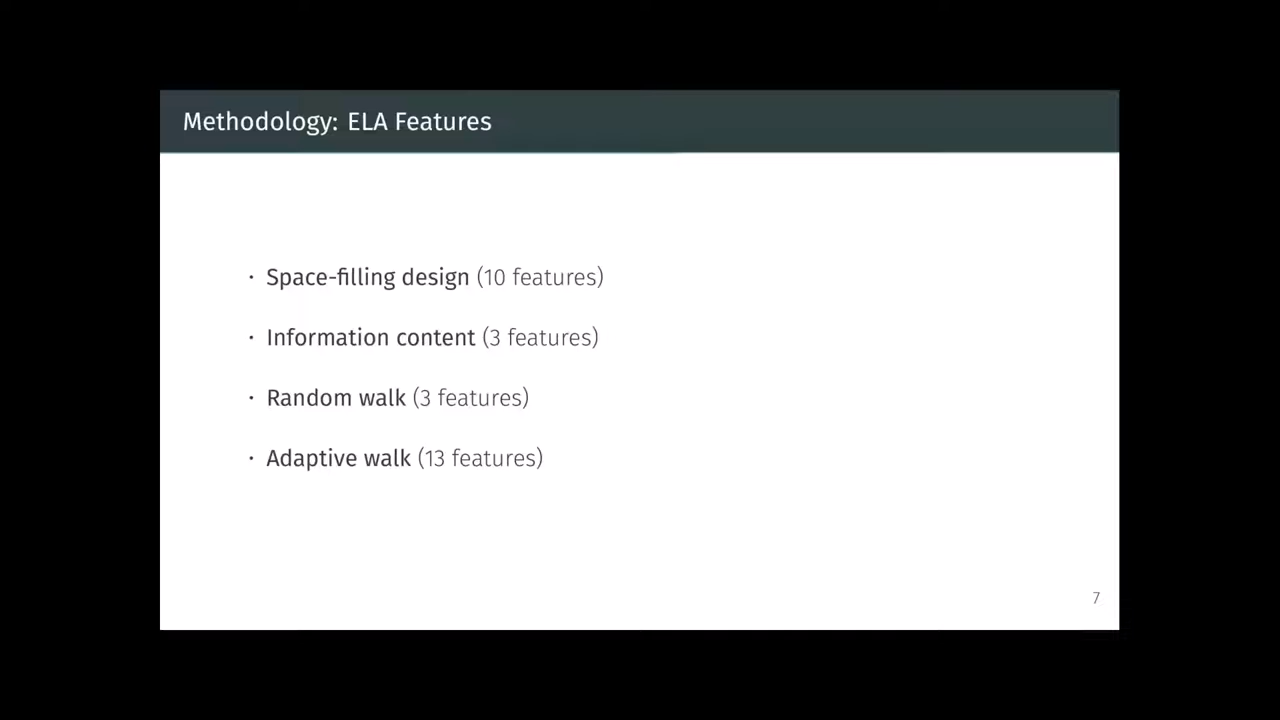 Methodology: ELA Features
· Space-filling design (10 features)
· Information content (3 features)
· Random walk (3 features)
· Adaptive walk (13 features)
7